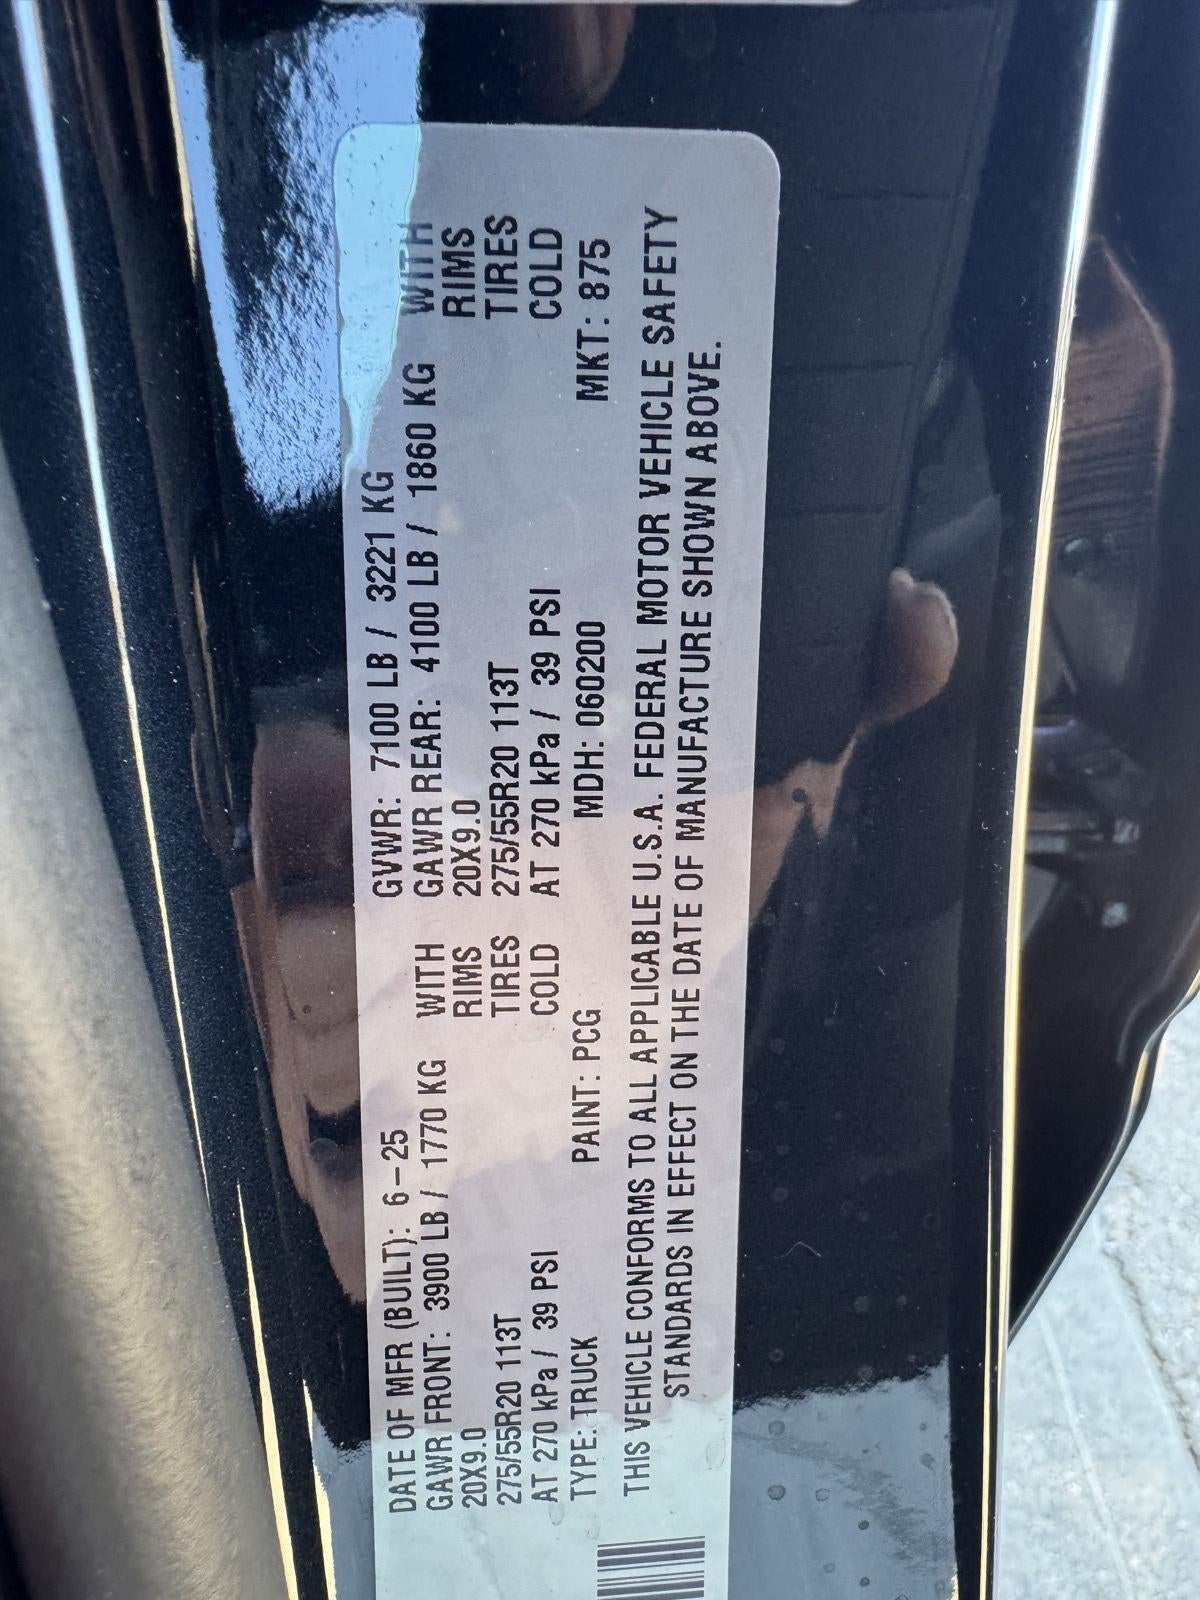 DATE OF MFR (BUILT): 6-25 GVWR: 7100 LB / 3221 KG
GAWR FRONT: 3900 LB / 1770 KG WITH GAWR REAR: 4100 LB / 1860 KG WITH
20X9.0 RIMS 20X9.0 RIMS
275/55R20 113T TIRES 275/55R20 113T TIRES
AT 270 kPa / 39 PSI COLD AT 270 kPa / 39 PSI COLD
TYPE: TRUCK PAINT: PCG MDH: 060200 MKT: 875
THIS VEHICLE CONFORMS TO ALL APPLICABLE U.S.A. FEDERAL MOTOR VEHICLE SAFETY
STANDARDS IN EFFECT ON THE DATE OF MANUFACTURE SHOWN ABOVE.